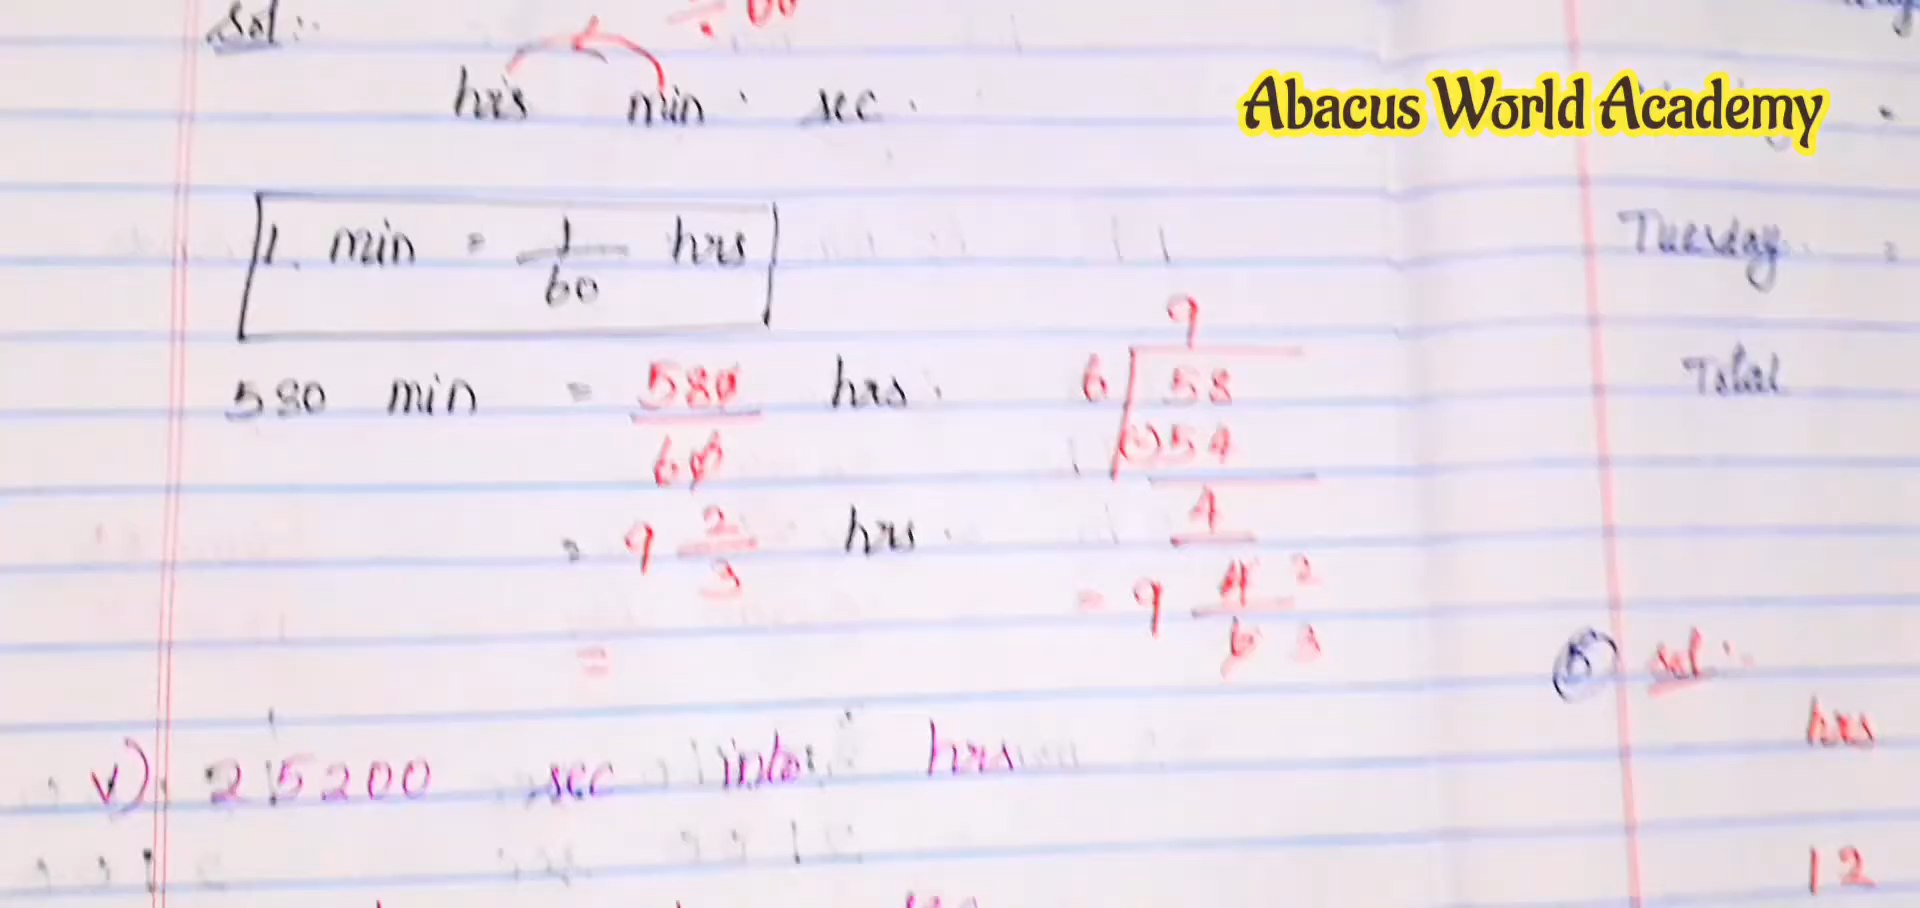 Sol :-
÷ 60
hrs min . sec .
Abacus World Academy
1. min = 1/60 hrs
Tuesday =
580 min = 580/60 hrs.
9
6 58
(-) 54
4
Total
= 9 2/3 hrs.
= 9 4/6 2/3
=
5) Sol :-
hrs
v) 25200 sec into hrs
12